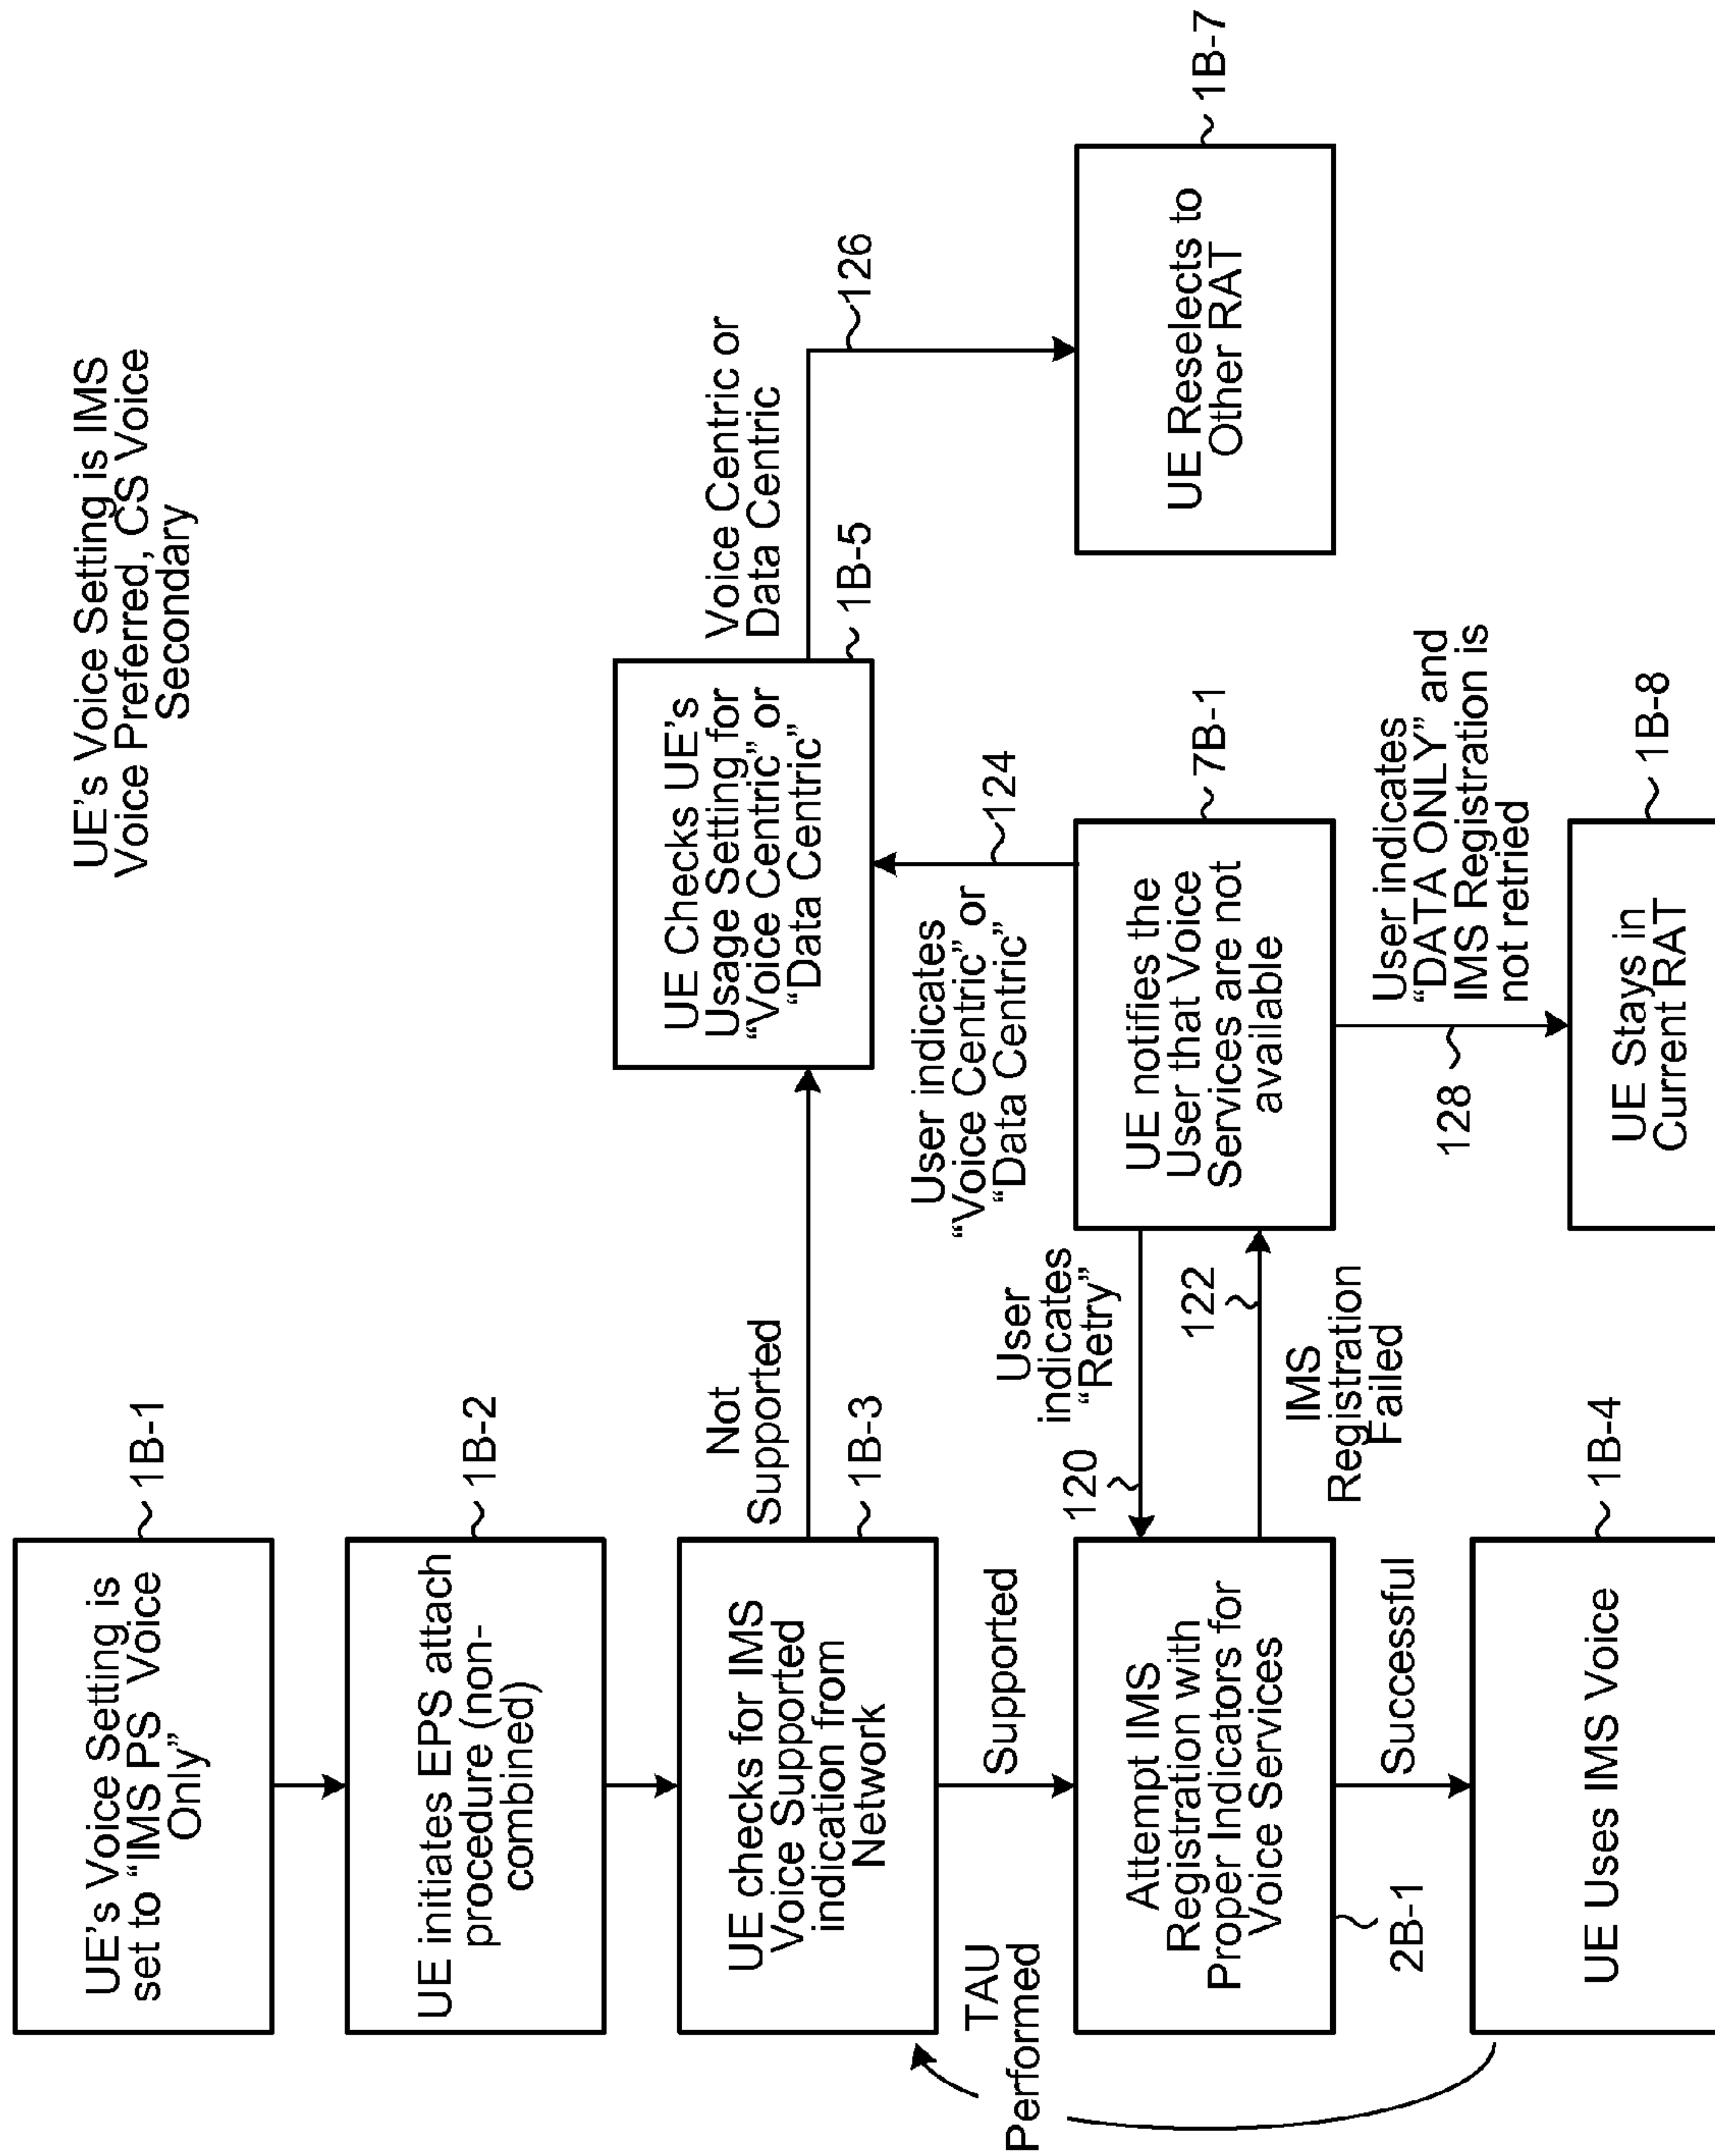 UE's Voice Setting is IMS
Voice Preferred, CS Voice
Secondary
UE's Voice Setting is
set to “IMS PS Voice
Only”
1B-1
UE initiates EPS attach
procedure (non-
combined)
1B-2
UE checks for IMS
Voice Supported
indication from
Network
1B-3
Not
Supported
UE Checks UE's
Usage Setting for
“Voice Centric” or
“Data Centric”
1B-5
Voice Centric or
Data Centric
126
UE Reselects to
Other RAT
1B-7
TAU
Performed
Supported
Attempt IMS
Registration with
Proper Indicators for
Voice Services
2B-1
User
indicates
“Retry”
120
122
IMS
Registration
Failed
User indicates
“Voice Centric” or
“Data Centric”
124
UE notifies the
User that Voice
Services are not
available
7B-1
Successful
UE Uses IMS Voice
1B-4
128
User indicates
“DATA ONLY” and
IMS Registration is
not retried
UE Stays in
Current RAT
1B-8